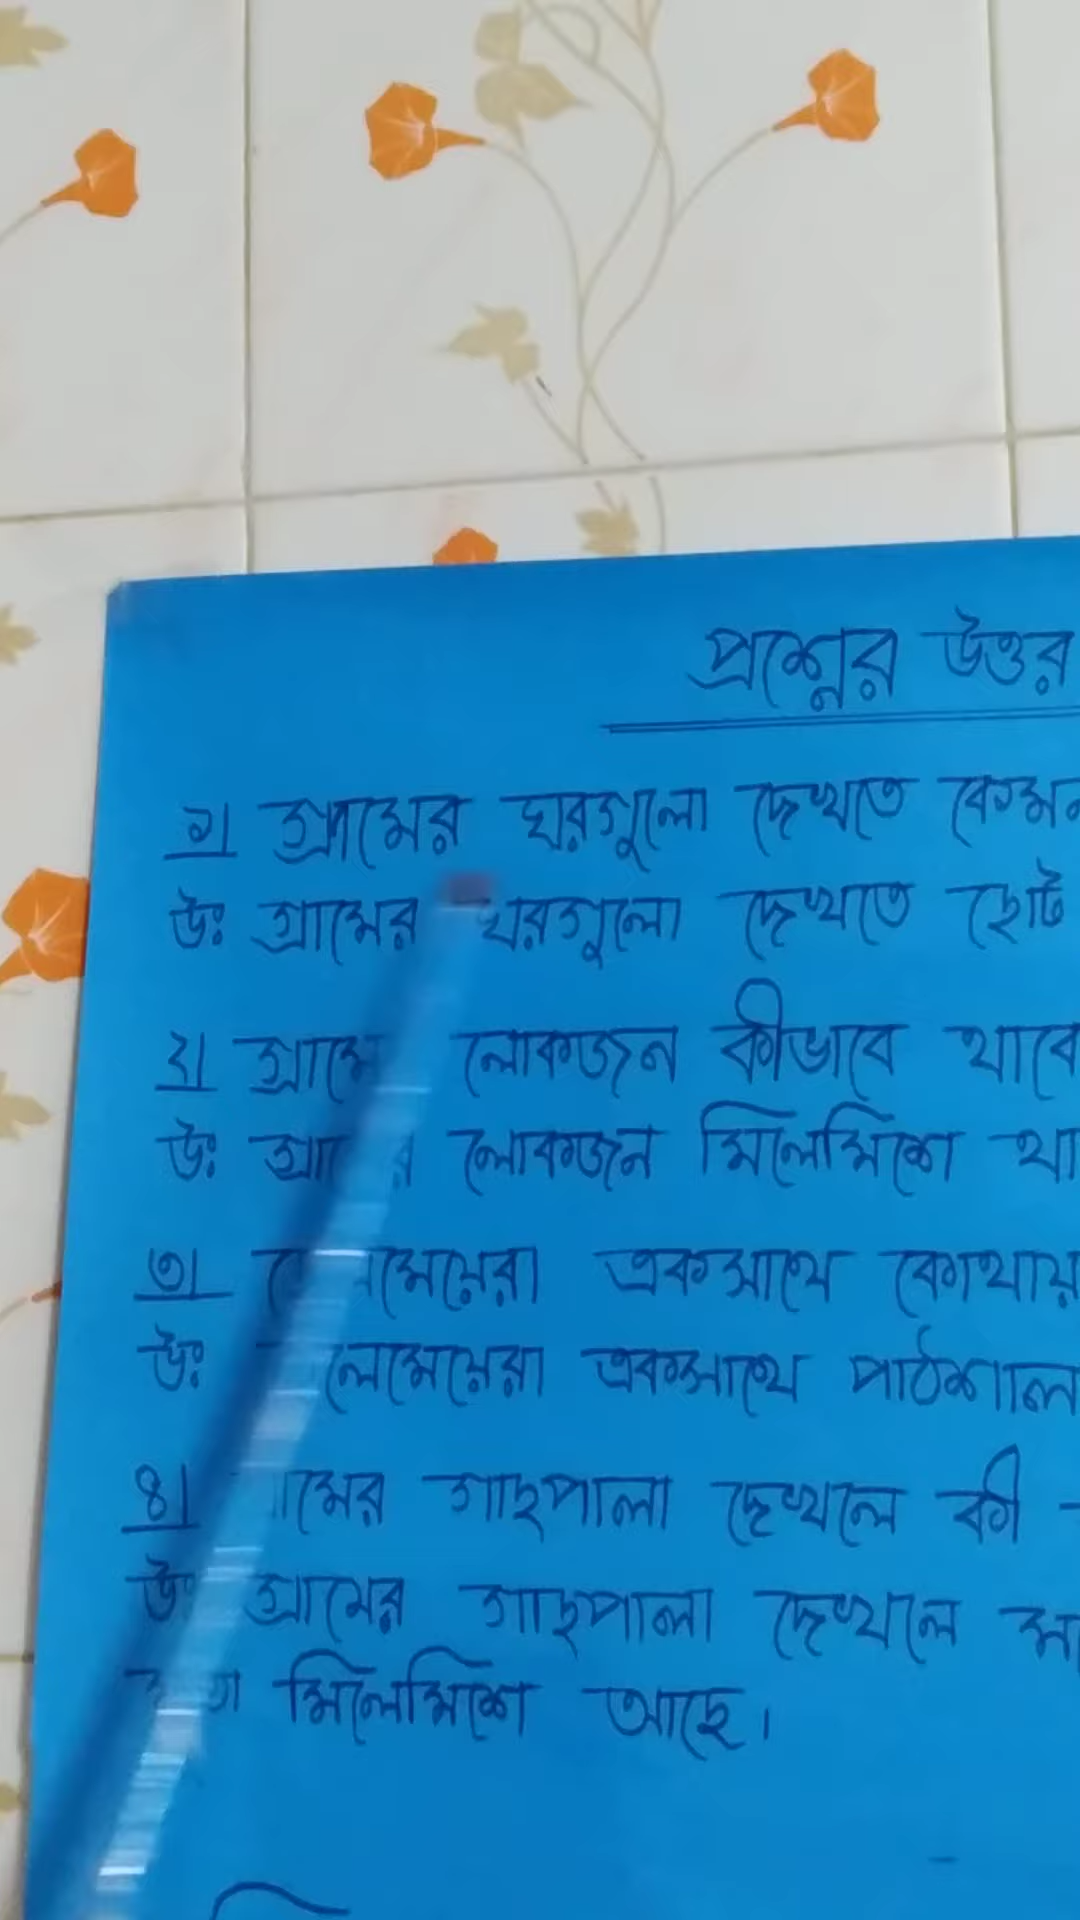 প্রশ্নের উত্তর
১। গ্রামের ঘরগুলো দেখতে কেমন
উঃ গ্রামের ঘরগুলো দেখতে ছোট
২। লোকজন কীভাবে থাকে
উঃ লোকজন মিলেমিশে
৩। একসাথে কোথায়
উঃ একসাথে
৪। গাছপালা দেখলে কী
উঃ গ্রামের গাছপালা দেখলে
মিলেমিশে আছে।